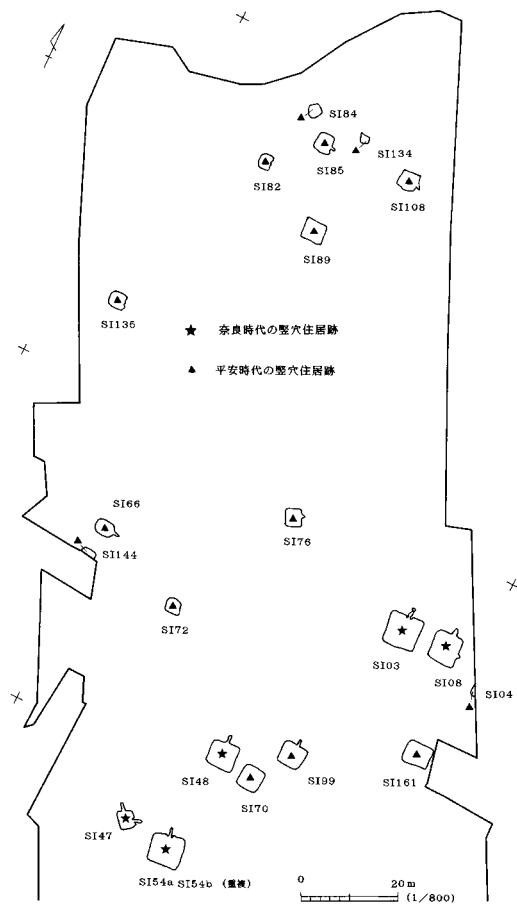 SI84
SI134
SI85
SI82
SI108
SI89
SI135
★ 奈良時代の竪穴住居跡
▲ 平安時代の竪穴住居跡
SI66
SI76
SI144
SI72
SI03
SI08
SI04
SI48
SI99
SI70
SI161
SI47
SI54a SI54b (重複)
0 20m
(1/800)